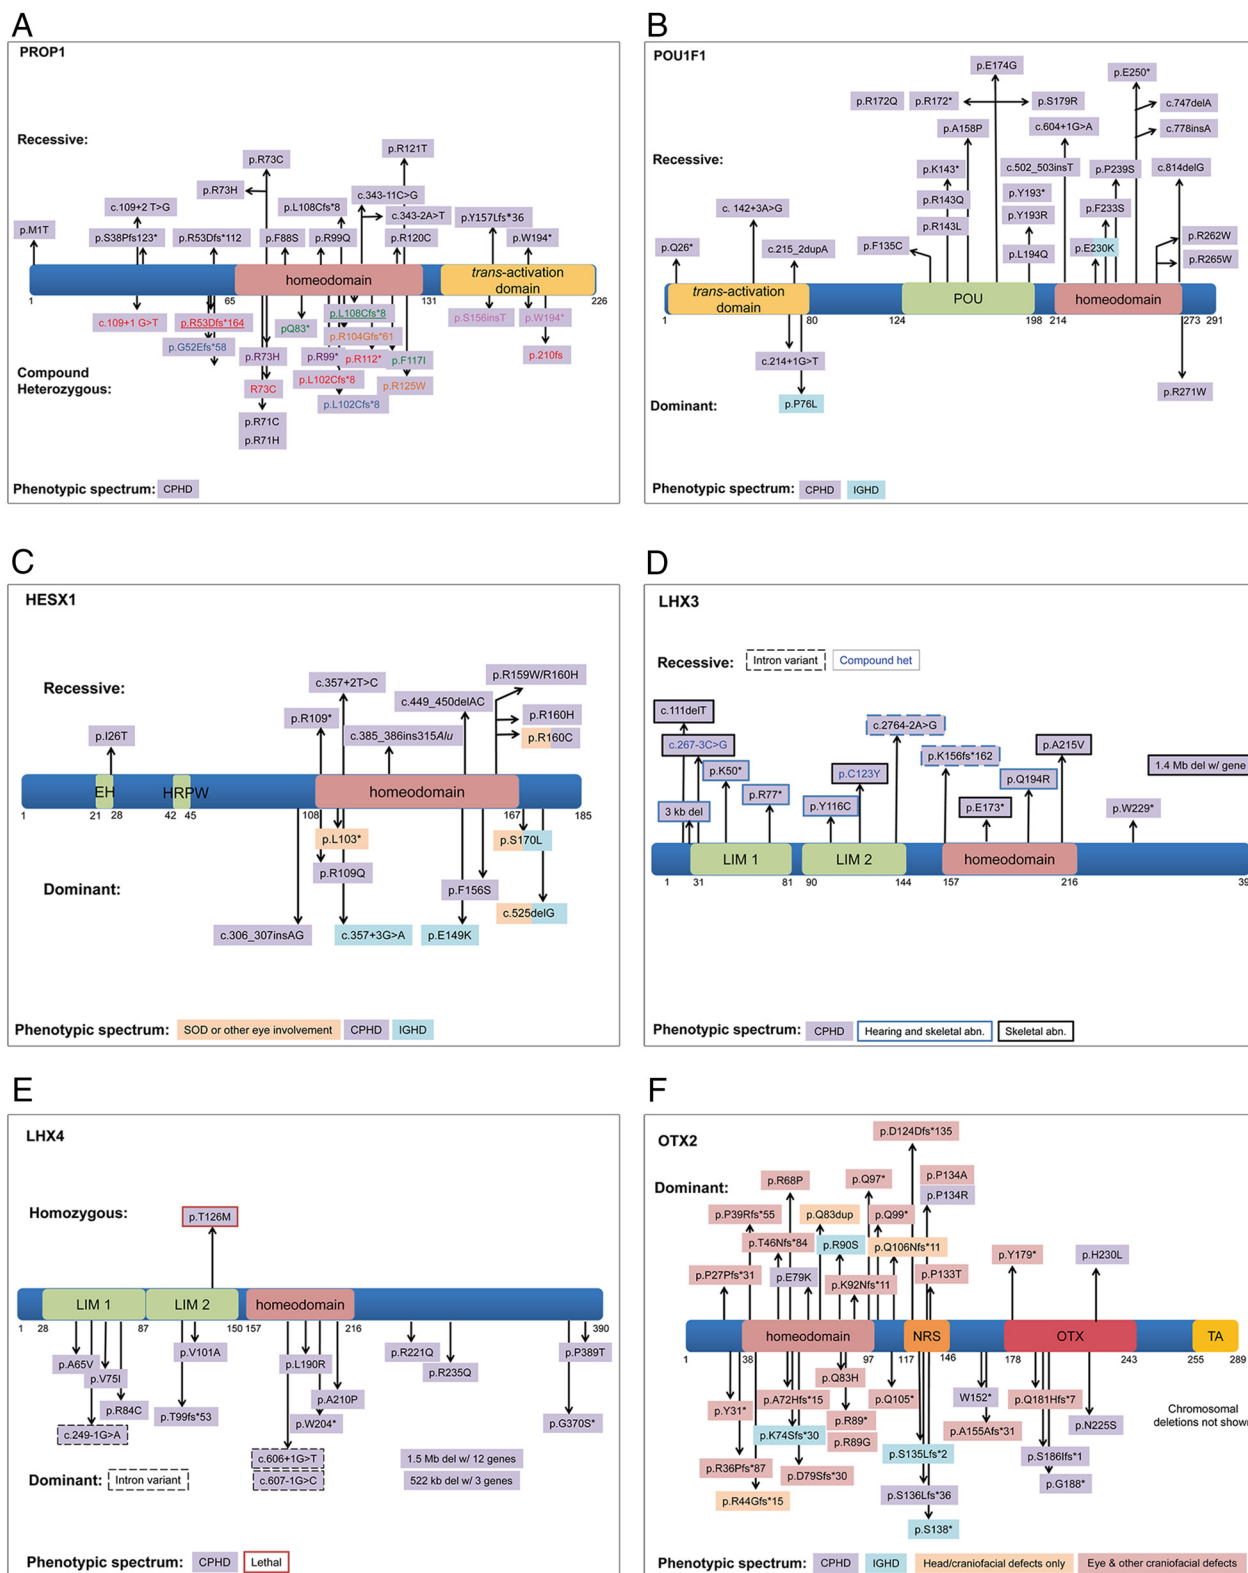 A
PROP1
Recessive:
p.R121T
p.R73C
p.R73H
c.343-11C>G
c.109+2 T>G
p.L108Cfs*8
c.343-2A>T
p.Y157Lfs*36
p.M1T
p.S38Pfs123*
p.R53Dfs*112
p.F88S
p.R99Q
p.R120C
p.W194*
homeodomain
trans-activation
domain
1
65
131
226
c.109+1 G>T
p.R53Dfs*164
p.G52Efs*58
pQ83*
p.L108Cfs*8
p.S156insT
p.W194*
p.R104Gfs*61
p.R73H
p.R99*
p.R112*
p.F117I
p.210fs
Compound
Heterozygous:
R73C
p.L102Cfs*8
p.R125W
p.L102Cfs*8
p.R71C
p.R71H
Phenotypic spectrum:
CPHD
B
POU1F1
p.E174G
p.E250*
p.R172Q
p.R172*
p.S179R
c.747delA
p.A158P
c.604+1G>A
c.778insA
Recessive:
p.K143*
c.502_503insT
p.P239S
c.814delG
p.R143Q
p.Y193*
c. 142+3A>G
p.R143L
p.Y193R
p.F233S
p.Q26*
c.215_2dupA
p.F135C
p.L194Q
p.E230K
p.R262W
p.R265W
trans-activation
domain
POU
homeodomain
1
80
124
198
214
273
291
c.214+1G>T
Dominant:
p.P76L
p.R271W
Phenotypic spectrum:
CPHD
IGHD
C
HESX1
Recessive:
c.357+2T>C
p.R159W/R160H
c.449_450delAC
p.R109*
p.R160H
p.I26T
c.385_386ins315Alu
p.R160C
EH
HRPW
homeodomain
1
21
28
42
45
108
167
185
p.L103*
p.S170L
p.R109Q
Dominant:
p.F156S
c.525delG
c.306_307insAG
c.357+3G>A
p.E149K
Phenotypic spectrum:
SOD or other eye involvement
CPHD
IGHD
D
LHX3
Recessive:
Intron variant
Compound het
c.111delT
c.2764-2A>G
c.267-3C>G
p.K156fs*162
p.A215V
p.K50*
p.C123Y
p.Q194R
1.4 Mb del w/ gene
3 kb del
p.R77*
p.Y116C
p.E173*
p.W229*
LIM 1
LIM 2
homeodomain
1
31
81
90
144
157
216
39
Phenotypic spectrum:
CPHD
Hearing and skeletal abn.
Skeletal abn.
E
LHX4
Homozygous:
p.T126M
LIM 1
LIM 2
homeodomain
1
28
87
150
157
216
390
p.A65V
p.V101A
p.L190R
p.R221Q
p.P389T
p.V75I
p.R235Q
p.R84C
p.T99fs*53
p.A210P
p.W204*
p.G370S*
c.249-1G>A
c.606+1G>T
1.5 Mb del w/ 12 genes
Dominant:
Intron variant
c.607-1G>C
522 kb del w/ 3 genes
Phenotypic spectrum:
CPHD
Lethal
F
OTX2
p.D124Dfs*135
Dominant:
p.R68P
p.Q97*
p.P134A
p.P134R
p.P39Rfs*55
p.Q83dup
p.Q99*
p.T46Nfs*84
p.R90S
p.Q106Nfs*11
p.Y179*
p.H230L
p.P27Pfs*31
p.E79K
p.K92Nfs*11
p.P133T
homeodomain
NRS
OTX
TA
1
38
97
117
146
178
243
255
289
p.Q83H
p.Y31*
p.A72Hfs*15
p.Q105*
W152*
p.Q181Hfs*7
p.R89*
p.N225S
Chromosomal
deletions not shown
p.K74Sfs*30
p.R89G
p.A155Afs*31
p.S135Lfs*2
p.S186Ifs*1
p.R36Pfs*87
p.D79Sfs*30
p.G188*
p.R44Gfs*15
p.S136Lfs*36
p.S138*
Phenotypic spectrum:
CPHD
IGHD
Head/craniofacial defects only
Eye & other craniofacial defects